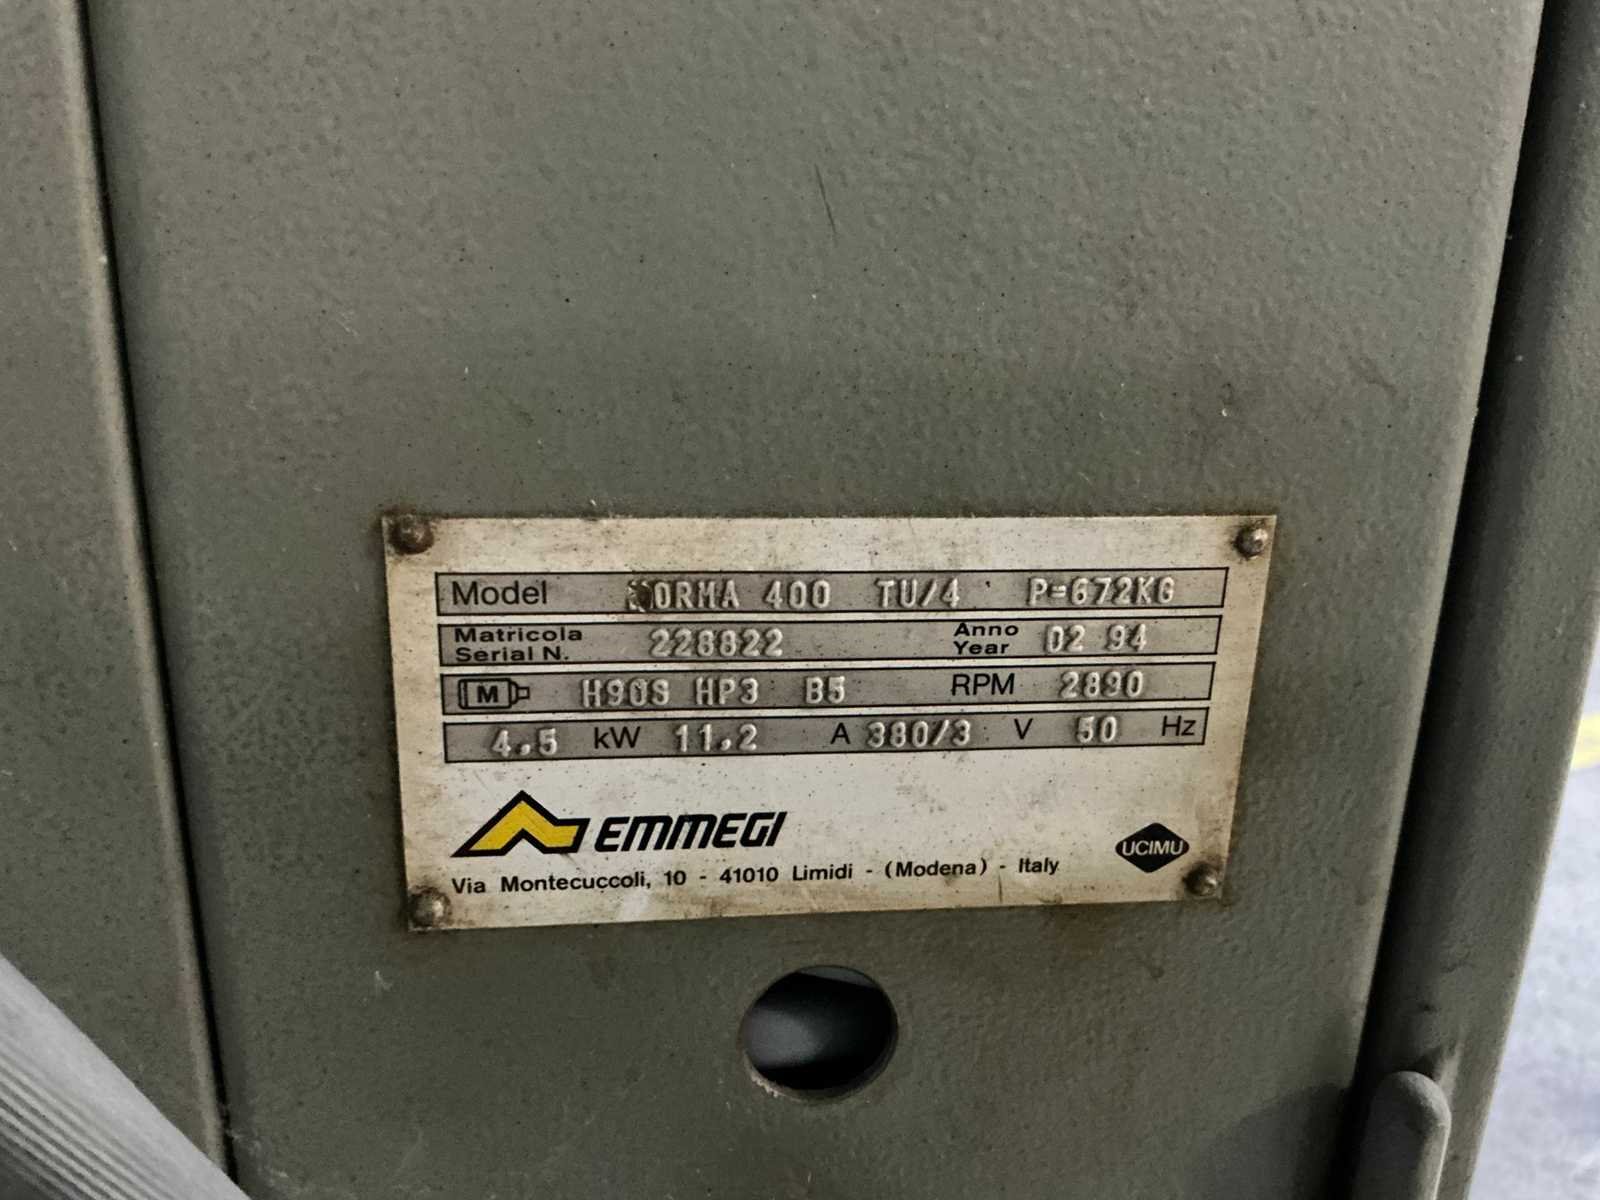 Model NORMA 400 TU/4 P=672KG
Matricola Serial N. 228822 Anno Year 02 94
M H90S HP3 B5 RPM 2890
4,5 kW 11,2 A 380/3 V 50 Hz
EMMEGI
UCIMU
Via Montecuccoli, 10 - 41010 Limidi - (Modena) - Italy